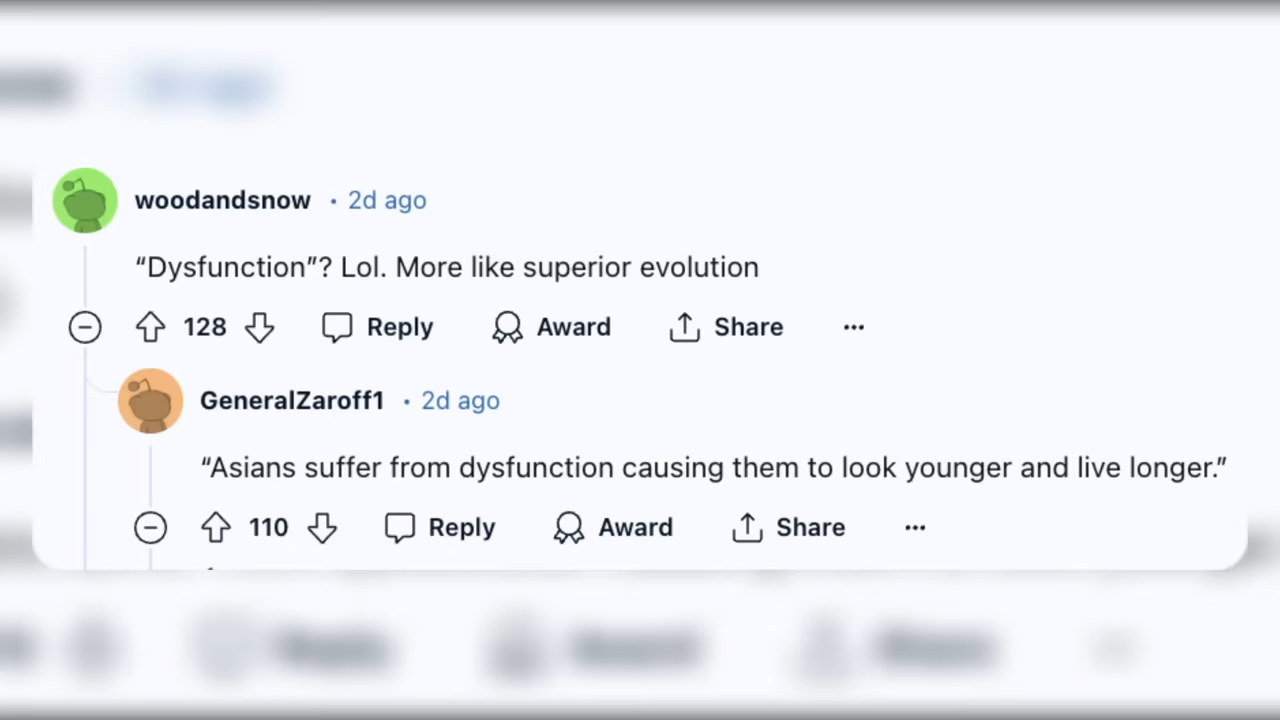 woodandsnow • 2d ago
“Dysfunction”? Lol. More like superior evolution
128 Reply Award Share ...
GeneralZaroff1 • 2d ago
“Asians suffer from dysfunction causing them to look younger and live longer.”
110 Reply Award Share ...